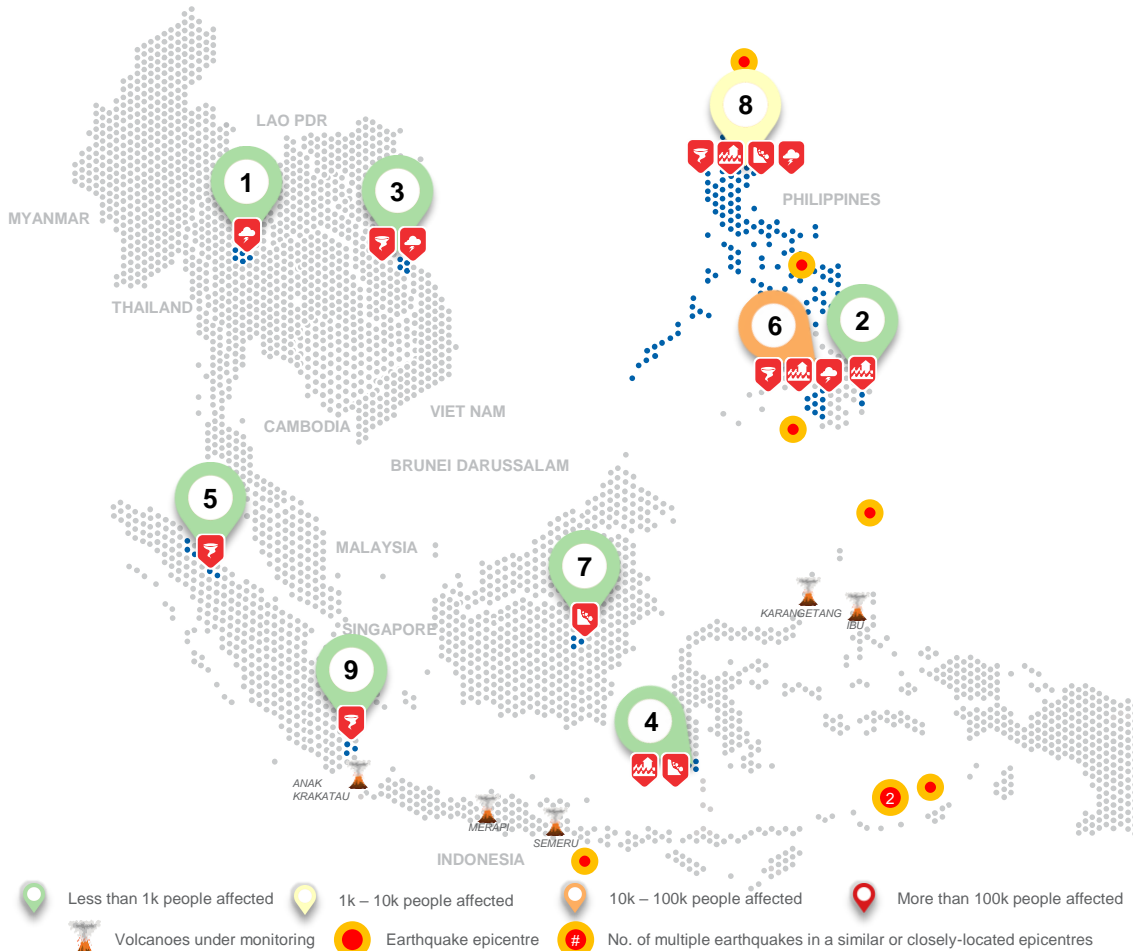 8
LAO PDR
1
3
PHILIPPINES
MYANMAR
THAILAND
6
2
VIET NAM
CAMBODIA
BRUNEI DARUSSALAM
5
MALAYSIA
7
KARANGETANG
IBU
SINGAPORE
9
4
ANAK
KRAKATAU
2
MERAPI
SEMERU
INDONESIA
Less than 1k people affected
1k – 10k people affected
10k – 100k people affected
More than 100k people affected
Volcanoes under monitoring
Earthquake epicentre
#
No. of multiple earthquakes in a similar or closely-located epicentres